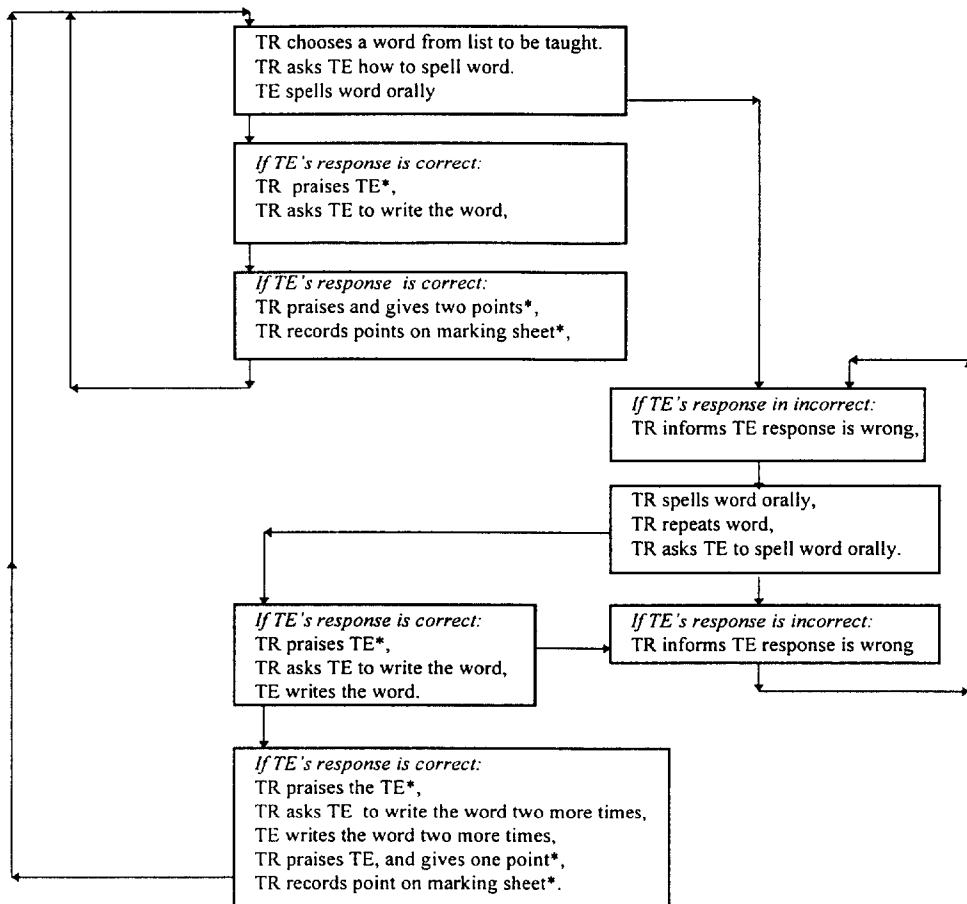 TR chooses a word from list to be taught.
TR asks TE how to spell word.
TE spells word orally
If TE's response is correct:
TR praises TE*,
TR asks TE to write the word,
If TE's response is correct:
TR praises and gives two points*,
TR records points on marking sheet*,
If TE's response in incorrect:
TR informs TE response is wrong,
TR spells word orally,
TR repeats word,
TR asks TE to spell word orally.
If TE's response is correct:
TR praises TE*,
TR asks TE to write the word,
TE writes the word.
If TE's response is incorrect:
TR informs TE response is wrong
If TE's response is correct:
TR praises the TE*,
TR asks TE to write the word two more times,
TE writes the word two more times,
TR praises TE, and gives one point*,
TR records point on marking sheet*.